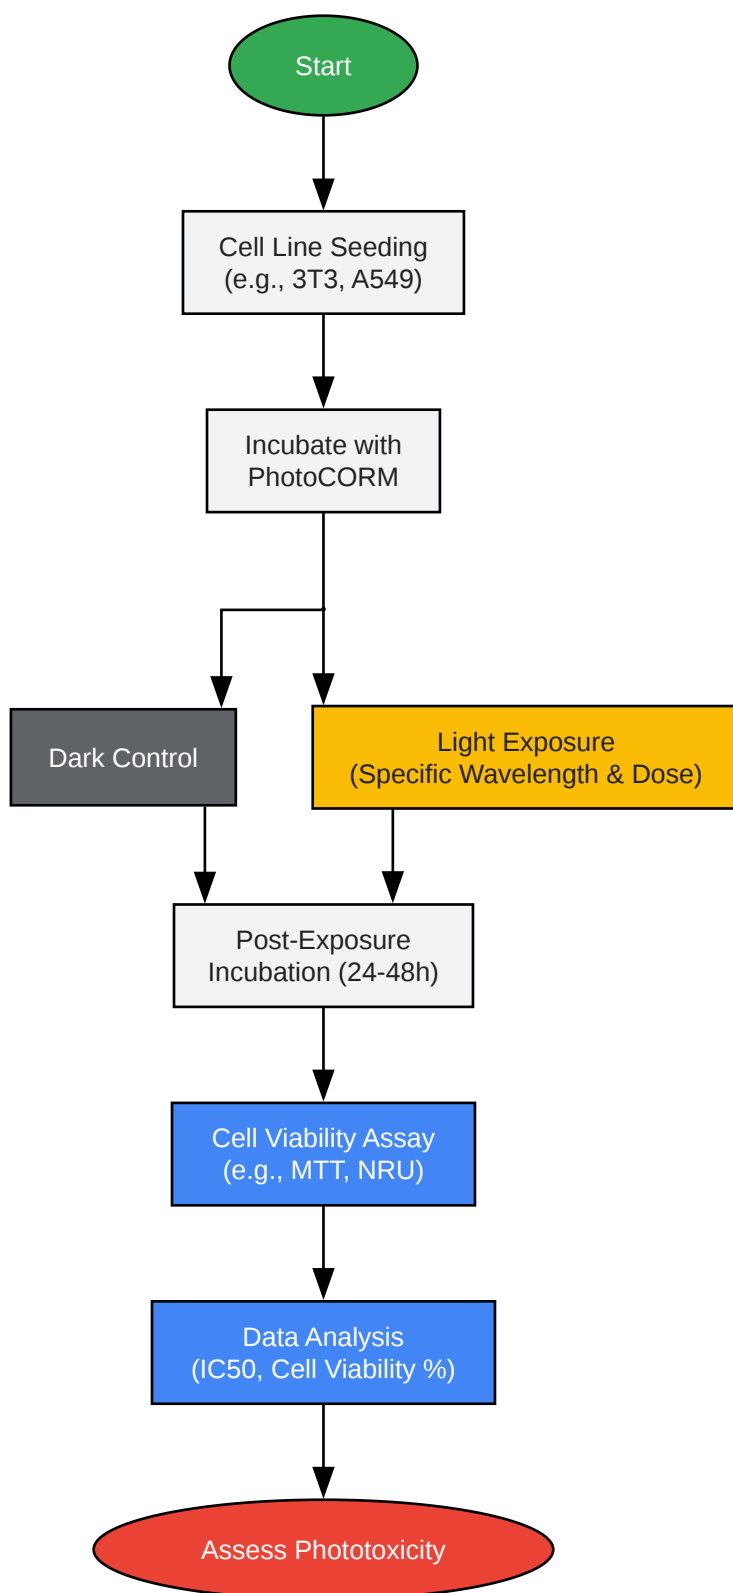 Start
Cell Line Seeding
(e.g., 3T3, A549)
Incubate with
PhotoCORM
Dark Control
Light Exposure
(Specific Wavelength & Dose)
Post-Exposure
Incubation (24-48h)
Cell Viability Assay
(e.g., MTT, NRU)
Data Analysis
(IC50, Cell Viability %)
Assess Phototoxicity